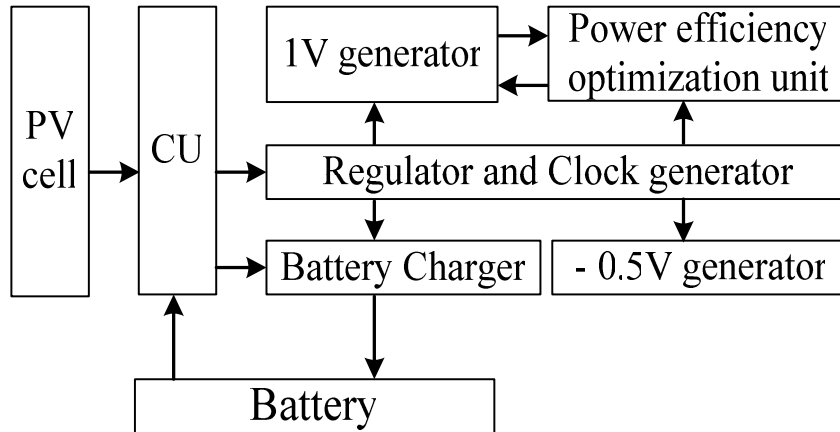 PV
cell
CU
1V generator
Power efficiency
optimization unit
Regulator and Clock generator
Battery Charger
- 0.5V generator
Battery